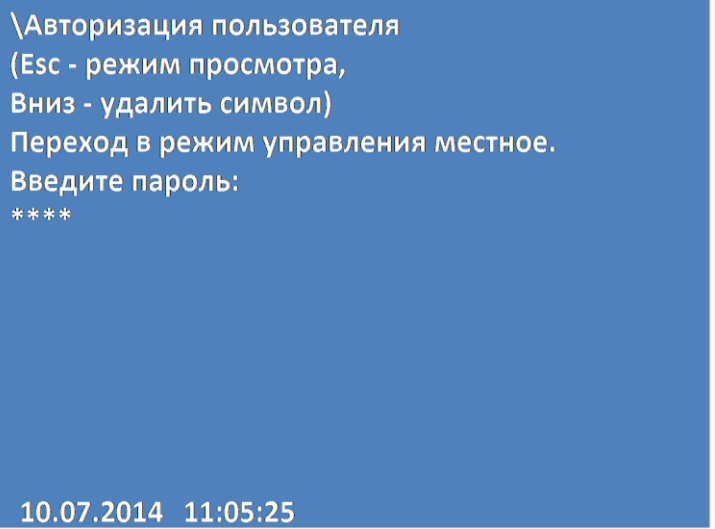 \Авторизация пользователя
(Esc - режим просмотра,
Вниз - удалить символ)
Переход в режим управления местное.
Введите пароль:
****
10.07.2014 11:05:25